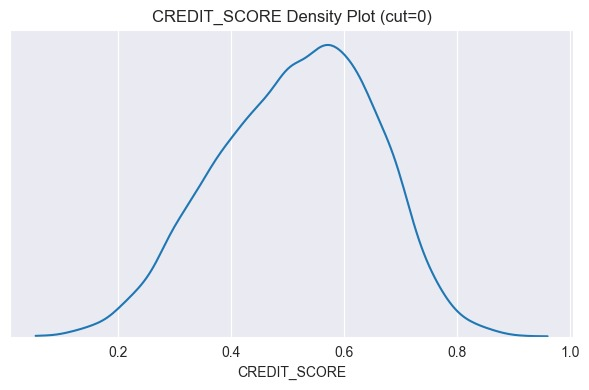 CREDIT_SCORE Density Plot (cut=0)
0.2 0.4 0.6 0.8 1.0
CREDIT_SCORE